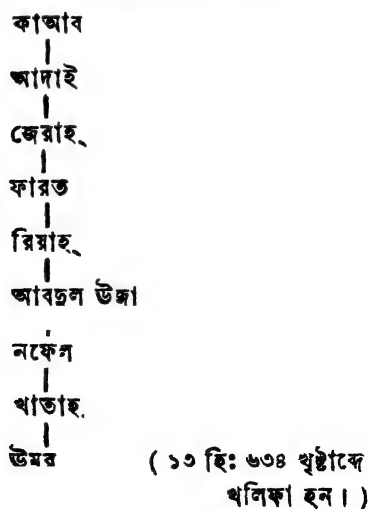 কাআব
আদাই
জেরাহ্
ফারত
রিয়াহ্
আবদুল উজ্জা
নফেল
খাত্তাহ
উমর ( ১৩ হি: ৬৩৪ খৃষ্টাব্দে
খলিফা হন। )